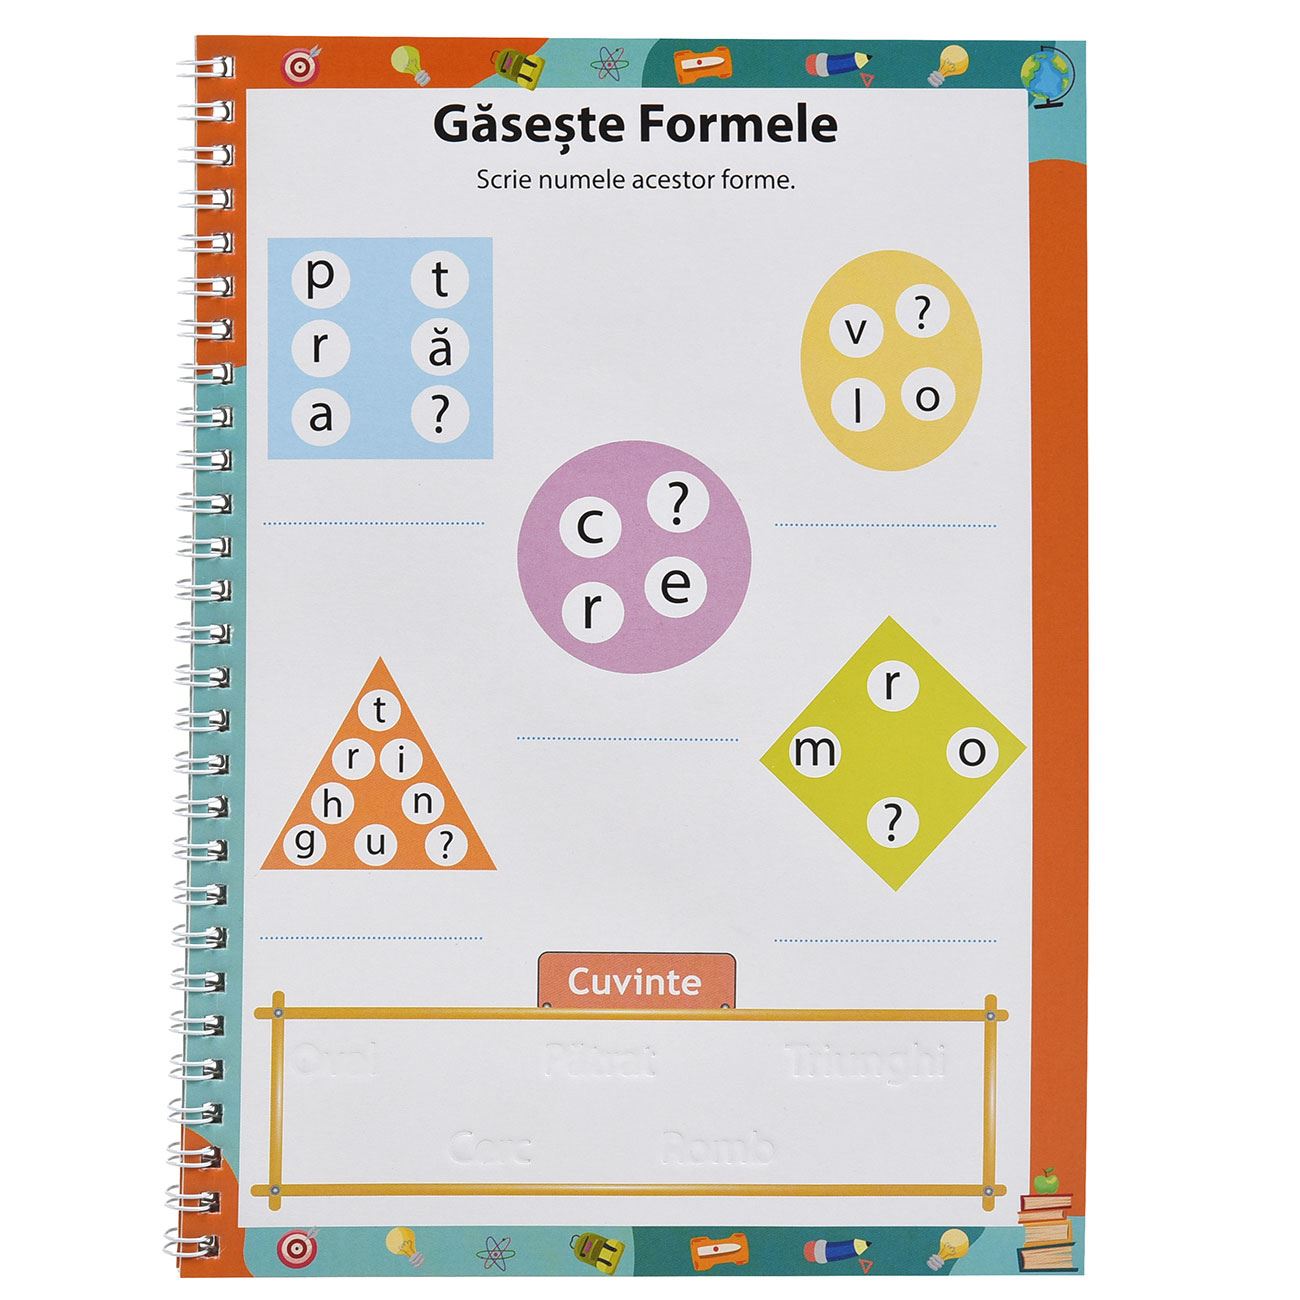 Găsește Formele
Scrie numele acestor forme.
p t
r ă
a ?
v ?
l o
c ?
r e
t
r i
h n
g u ?
r
m o
?
Cuvinte
Oval Pătrat Triunghi
Cerc Romb